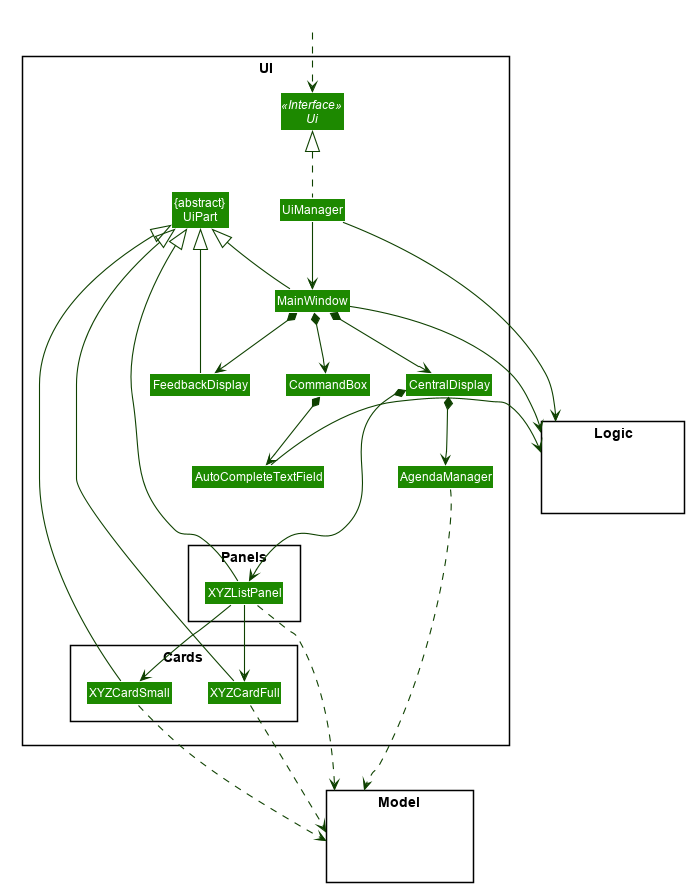 UI
«Interface»
Ui
{abstract}
UiPart
UiManager
MainWindow
FeedbackDisplay
CommandBox
CentralDisplay
Logic
AutoCompleteTextField
AgendaManager
Panels
XYZListPanel
Cards
XYZCardSmall
XYZCardFull
Model